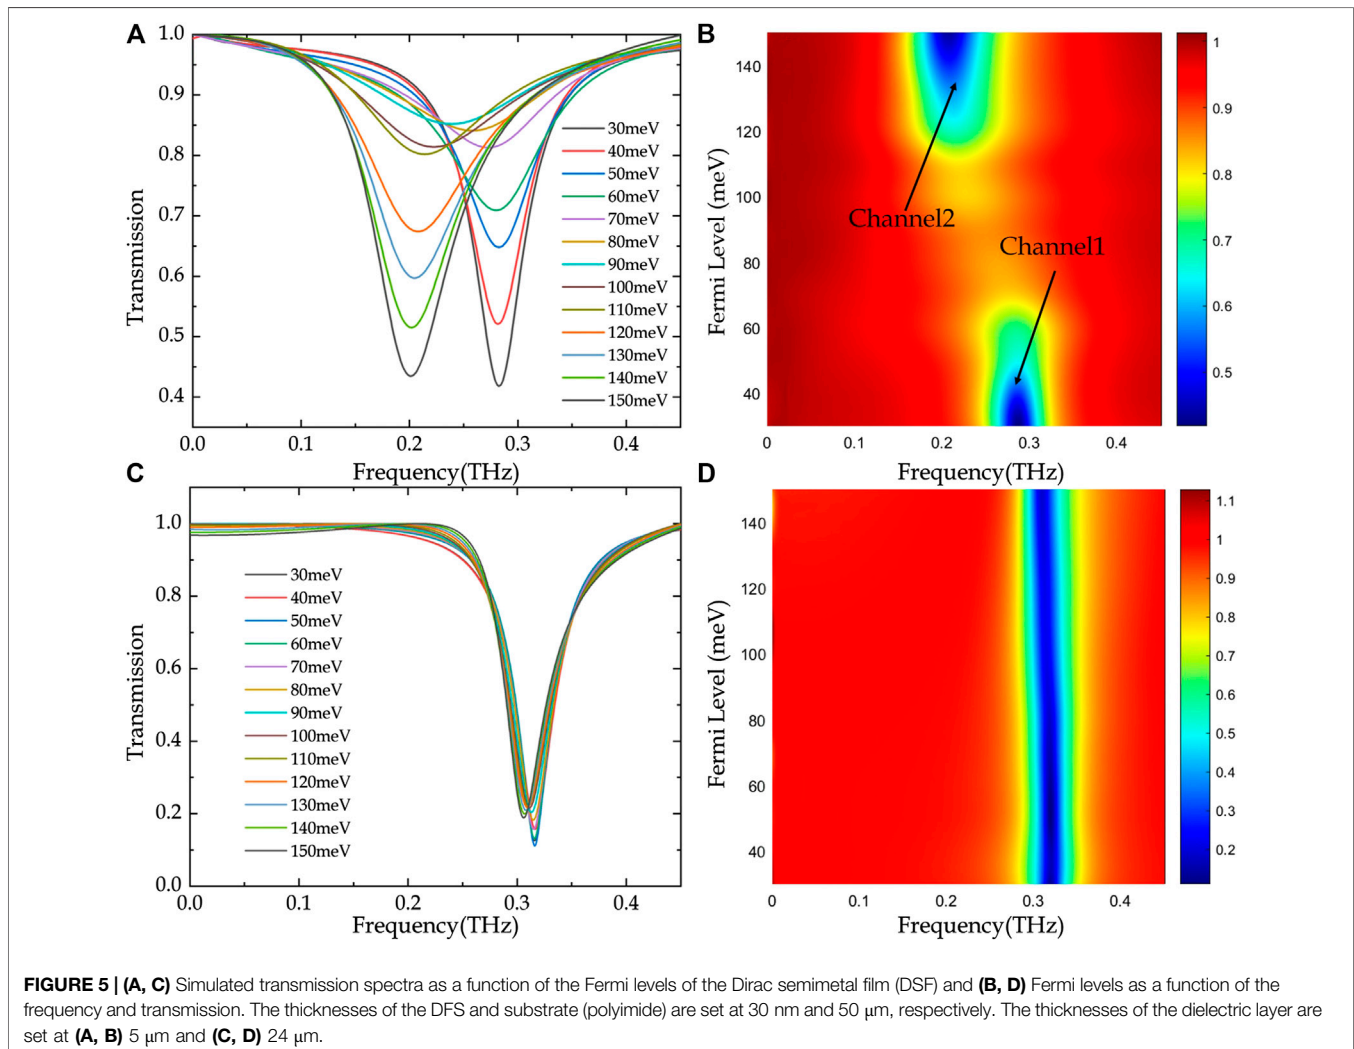 A
1.0
0.9
0.8
0.7
0.6
0.5
0.4
Transmission
30meV
40meV
50meV
60meV
70meV
80meV
90meV
100meV
110meV
120meV
130meV
140meV
150meV
0.0
0.1
0.2
0.3
0.4
Frequency(THz)
B
140
120
100
80
60
40
Fermi Level (meV)
Channel2
Channel1
0
0.1
0.2
0.3
0.4
Frequency(THz)
1
0.9
0.8
0.7
0.6
0.5
C
1.0
0.8
0.6
0.4
0.2
0.0
Transmission
30meV
40meV
50meV
60meV
70meV
80meV
90meV
100meV
110meV
120meV
130meV
140meV
150meV
0.0
0.1
0.2
0.3
0.4
Frequency(THz)
D
140
120
100
80
60
40
Fermi Level (meV)
0
0.1
0.2
0.3
0.4
Frequency(THz)
1.1
1
0.9
0.8
0.7
0.6
0.5
0.4
0.3
0.2
FIGURE 5 | (A, C) Simulated transmission spectra as a function of the Fermi levels of the Dirac semimetal film (DSF) and (B, D) Fermi levels as a function of the
frequency and transmission. The thicknesses of the DFS and substrate (polyimide) are set at 30 nm and 50 μm, respectively. The thicknesses of the dielectric layer are
set at (A, B) 5 μm and (C, D) 24 μm.